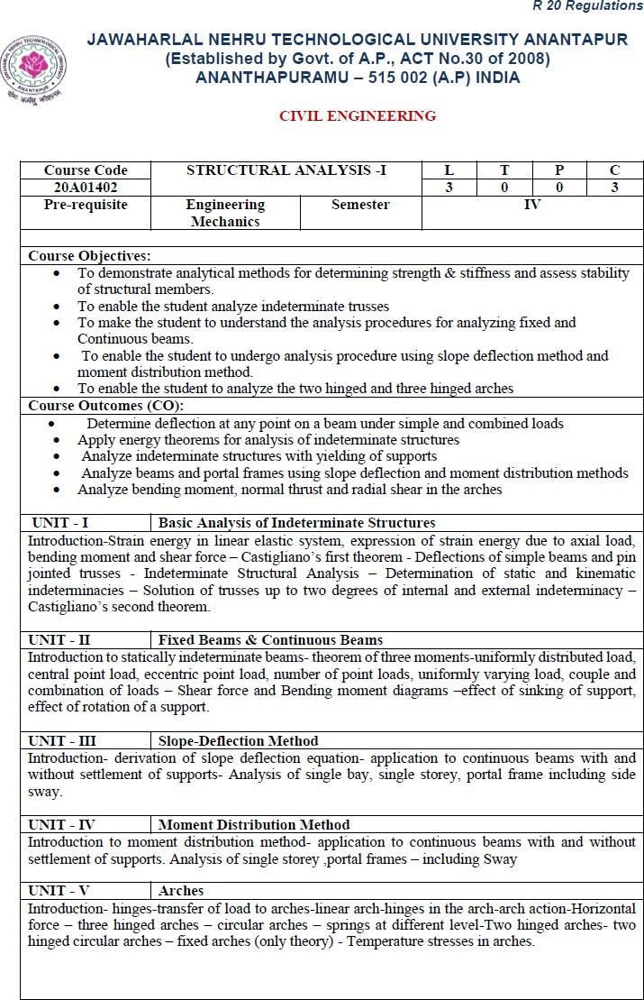 R 20 Regulations
JAWAHARLAL NEHRU TECHNOLOGICAL UNIVERSITY ANANTAPUR
(Established by Govt. of A.P., ACT No.30 of 2008)
ANANTHAPURAMU – 515 002 (A.P) INDIA
JAWAHARLAL NEHRU TECHNOLOGICAL UNIVERSITY
ANANTAPUR
योगः कर्मसु कौशलम्
CIVIL ENGINEERING
Course Code STRUCTURAL ANALYSIS -I L T P C
20A01402 3 0 0 3
Pre-requisite Engineering Semester IV
Mechanics
Course Objectives:
• To demonstrate analytical methods for determining strength & stiffness and assess stability
of structural members.
• To enable the student analyze indeterminate trusses
• To make the student to understand the analysis procedures for analyzing fixed and
Continuous beams.
• To enable the student to undergo analysis procedure using slope deflection method and
moment distribution method.
• To enable the student to analyze the two hinged and three hinged arches
Course Outcomes (CO):
• Determine deflection at any point on a beam under simple and combined loads
• Apply energy theorems for analysis of indeterminate structures
• Analyze indeterminate structures with yielding of supports
• Analyze beams and portal frames using slope deflection and moment distribution methods
• Analyze bending moment, normal thrust and radial shear in the arches
UNIT - I Basic Analysis of Indeterminate Structures
Introduction-Strain energy in linear elastic system, expression of strain energy due to axial load,
bending moment and shear force – Castigliano’s first theorem - Deflections of simple beams and pin
jointed trusses - Indeterminate Structural Analysis – Determination of static and kinematic
indeterminacies – Solution of trusses up to two degrees of internal and external indeterminacy –
Castigliano’s second theorem.
UNIT - II Fixed Beams & Continuous Beams
Introduction to statically indeterminate beams- theorem of three moments-uniformly distributed load,
central point load, eccentric point load, number of point loads, uniformly varying load, couple and
combination of loads – Shear force and Bending moment diagrams –effect of sinking of support,
effect of rotation of a support.
UNIT - III Slope-Deflection Method
Introduction- derivation of slope deflection equation- application to continuous beams with and
without settlement of supports- Analysis of single bay, single storey, portal frame including side
sway.
UNIT - IV Moment Distribution Method
Introduction to moment distribution method- application to continuous beams with and without
settlement of supports. Analysis of single storey ,portal frames – including Sway
UNIT - V Arches
Introduction- hinges-transfer of load to arches-linear arch-hinges in the arch-arch action-Horizontal
force – three hinged arches – circular arches – springs at different level-Two hinged arches- two
hinged circular arches – fixed arches (only theory) - Temperature stresses in arches.